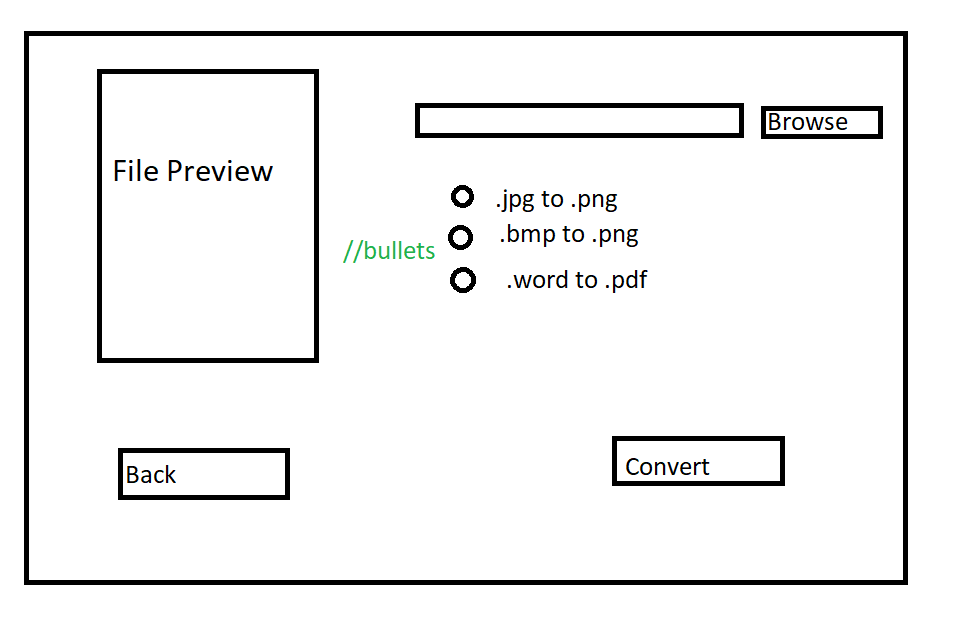 Browse
File Preview
.jpg to .png
.bmp to .png
//bullets
.word to .pdf
Back
Convert